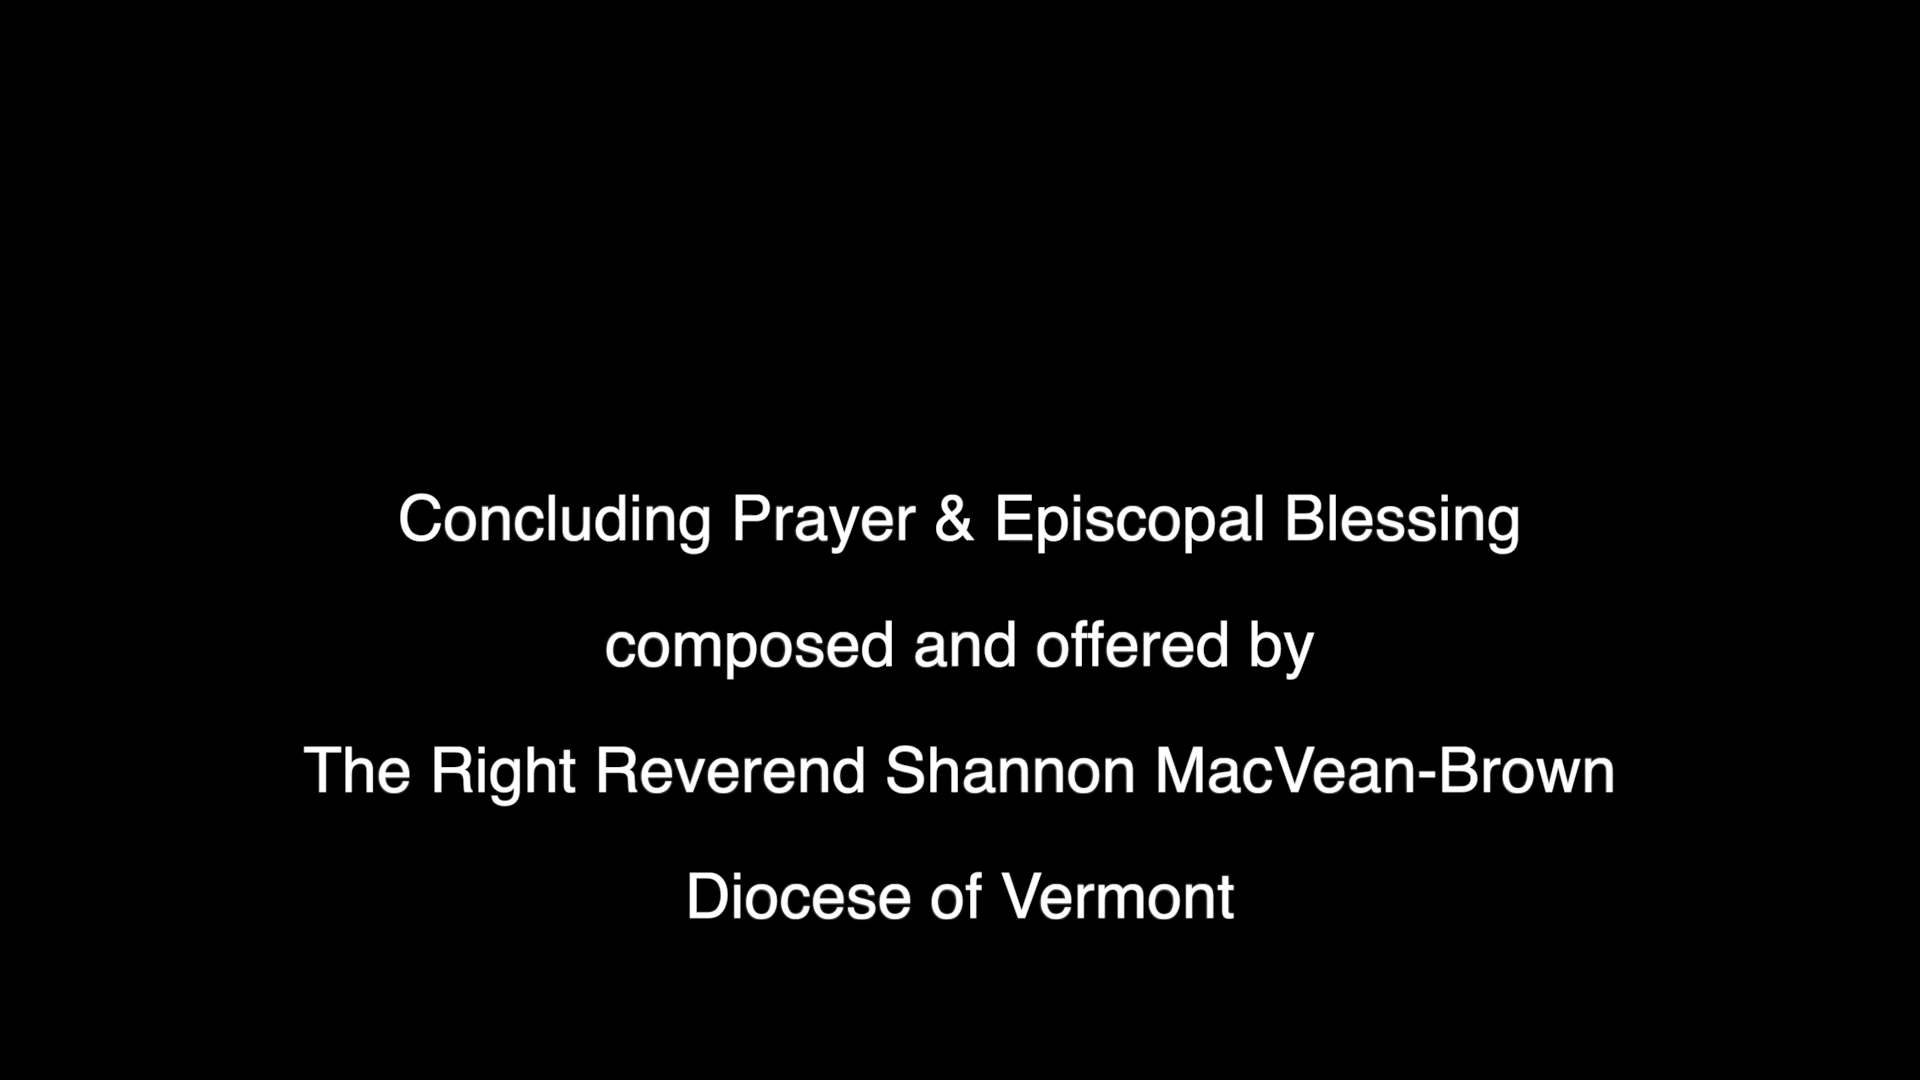 Concluding Prayer & Episcopal Blessing
composed and offered by
The Right Reverend Shannon MacVean-Brown
Diocese of Vermont